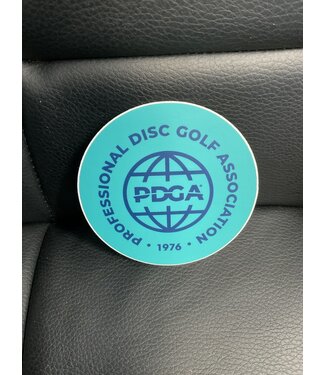 PROFESSIONAL DISC GOLF ASSOCIATION
PDGA
• 1976 •